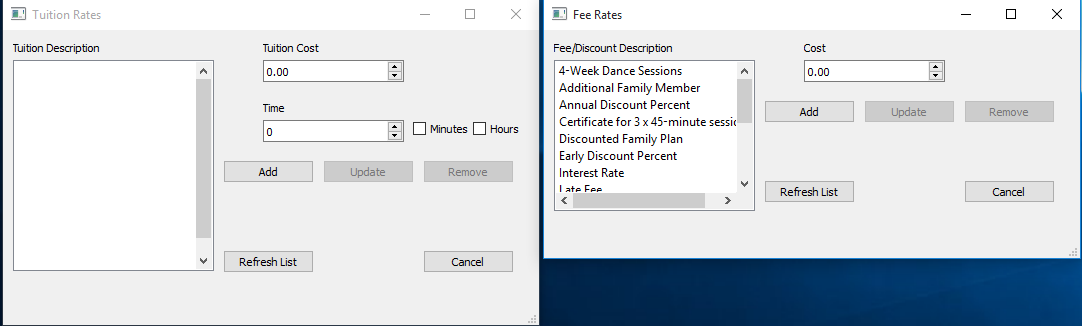 Tuition Rates
Tuition Description
Tuition Cost
0.00
Time
0
Minutes
Hours
Add
Update
Remove
Refresh List
Cancel
Fee Rates
Fee/Discount Description
Cost
4-Week Dance Sessions
Additional Family Member
Annual Discount Percent
Certificate for 3 x 45-minute sessio
Discounted Family Plan
Early Discount Percent
Interest Rate
Late Fee
0.00
Add
Update
Remove
Refresh List
Cancel